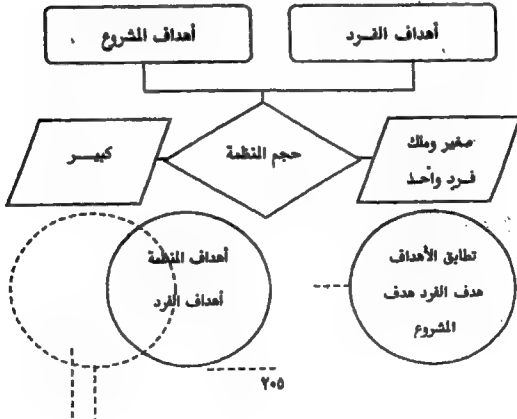 أهداف الفرد
أهداف المشروع
صغير وملك
فرد وأحد
حجم المنظمة
كبير
تطابق الأهداف
هدف الفرد هدف
المشروع
أهداف المنظمة
أهداف الفرد
٢٠٥